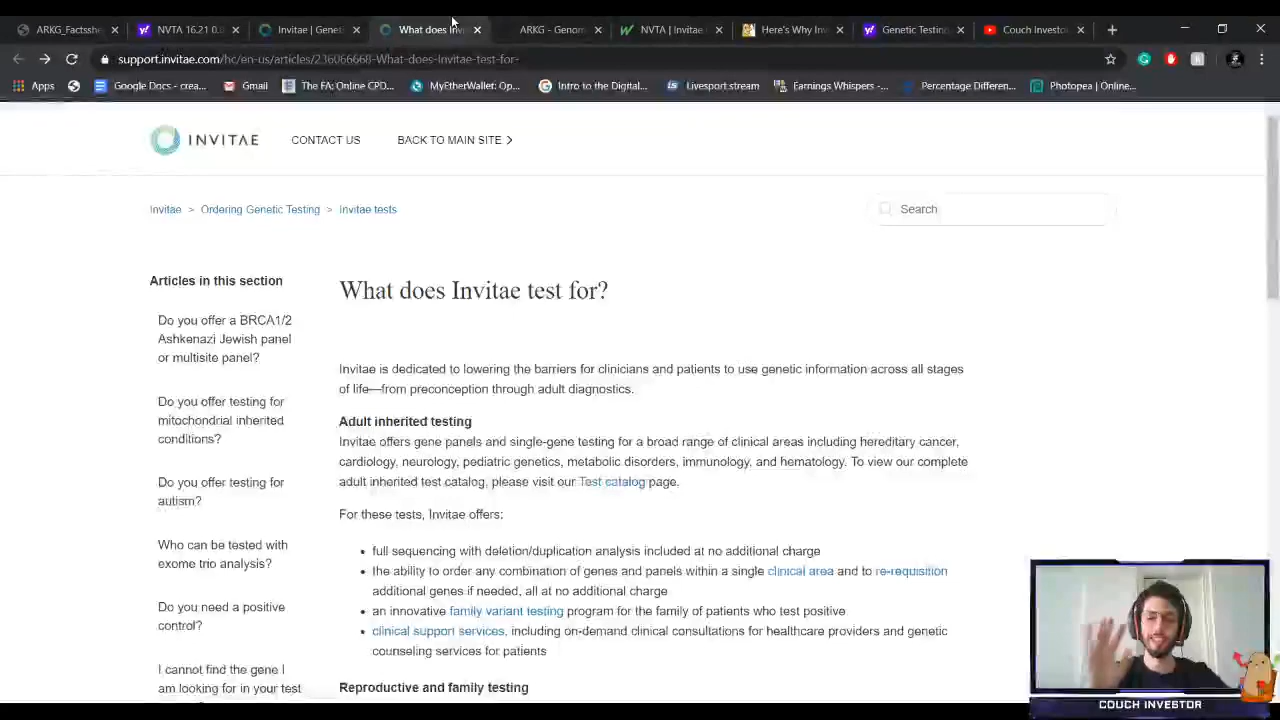 ARKG_Factsshe
NVTA 16.21 0.
Invitae | Genet
What does Invi
ARKG - Genom
NVTA | Invitae
Here's Why Inv
Genetic Testing
Couch Investo
support.invitae.com/hc/en-us/articles/236066668-What-does-Invitae-test-for-
Apps
Google Docs - crea...
Gmail
The FA: Online CPD...
MyEtherWallet: Op...
Intro to the Digital...
Livesport.stream
Earnings Whispers -...
Percentage Differen...
Photopea | Online...
INVITAE
CONTACT US
BACK TO MAIN SITE
Invitae > Ordering Genetic Testing > Invitae tests
Search
Articles in this section
Do you offer a BRCA1/2
Ashkenazi Jewish panel
or multisite panel?
Do you offer testing for
mitochondrial inherited
conditions?
Do you offer testing for
autism?
Who can be tested with
exome trio analysis?
Do you need a positive
control?
I cannot find the gene I
am looking for in your test
What does Invitae test for?
Invitae is dedicated to lowering the barriers for clinicians and patients to use genetic information across all stages
of life—from preconception through adult diagnostics.
Adult inherited testing
Invitae offers gene panels and single-gene testing for a broad range of clinical areas including hereditary cancer,
cardiology, neurology, pediatric genetics, metabolic disorders, immunology, and hematology. To view our complete
adult inherited test catalog, please visit our Test catalog page.
For these tests, Invitae offers:
full sequencing with deletion/duplication analysis included at no additional charge
the ability to order any combination of genes and panels within a single clinical area and to re-requisition
additional genes if needed, all at no additional charge
an innovative family variant testing program for the family of patients who test positive
clinical support services, including on-demand clinical consultations for healthcare providers and genetic
counseling services for patients
Reproductive and family testing
COUCH INVESTOR